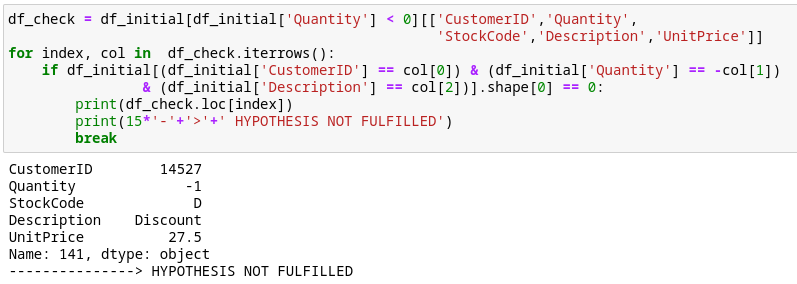 df_check = df_initial[df_initial['Quantity'] < 0][['CustomerID','Quantity',
                                                   'StockCode','Description','UnitPrice']]
for index, col in  df_check.iterrows():
    if df_initial[(df_initial['CustomerID'] == col[0]) & (df_initial['Quantity'] == -col[1])
                & (df_initial['Description'] == col[2])].shape[0] == 0:
        print(df_check.loc[index])
        print(15*'-'+'>'+' HYPOTHESIS NOT FULFILLED')
        break
CustomerID        14527
Quantity             -1
StockCode             D
Description    Discount
UnitPrice          27.5
Name: 141, dtype: object
---------------> HYPOTHESIS NOT FULFILLED